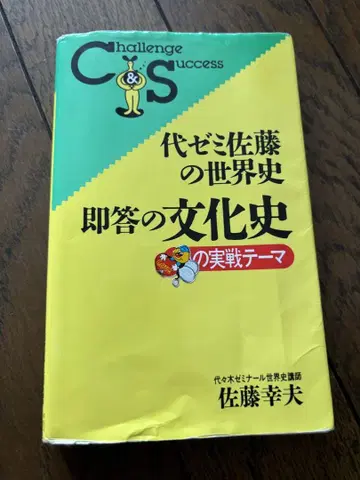 Challenge
&
Success
代ゼミ佐藤
の世界史
即答の文化史
の実戦テーマ
代々木ゼミナール世界史講師
佐藤幸夫